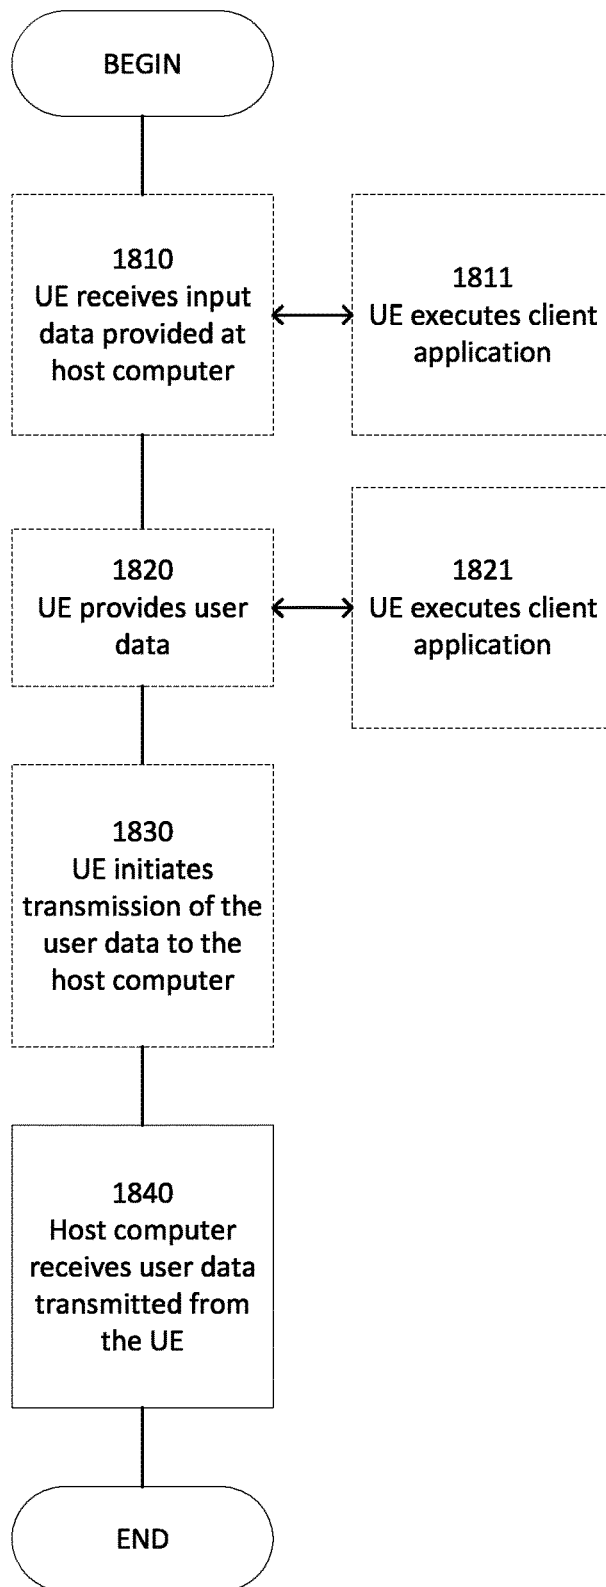 BEGIN
1810
UE receives input
data provided at
host computer
1811
UE executes client
application
1820
UE provides user
data
1821
UE executes client
application
1830
UE initiates
transmission of the
user data to the
host computer
1840
Host computer
receives user data
transmitted from
the UE
END